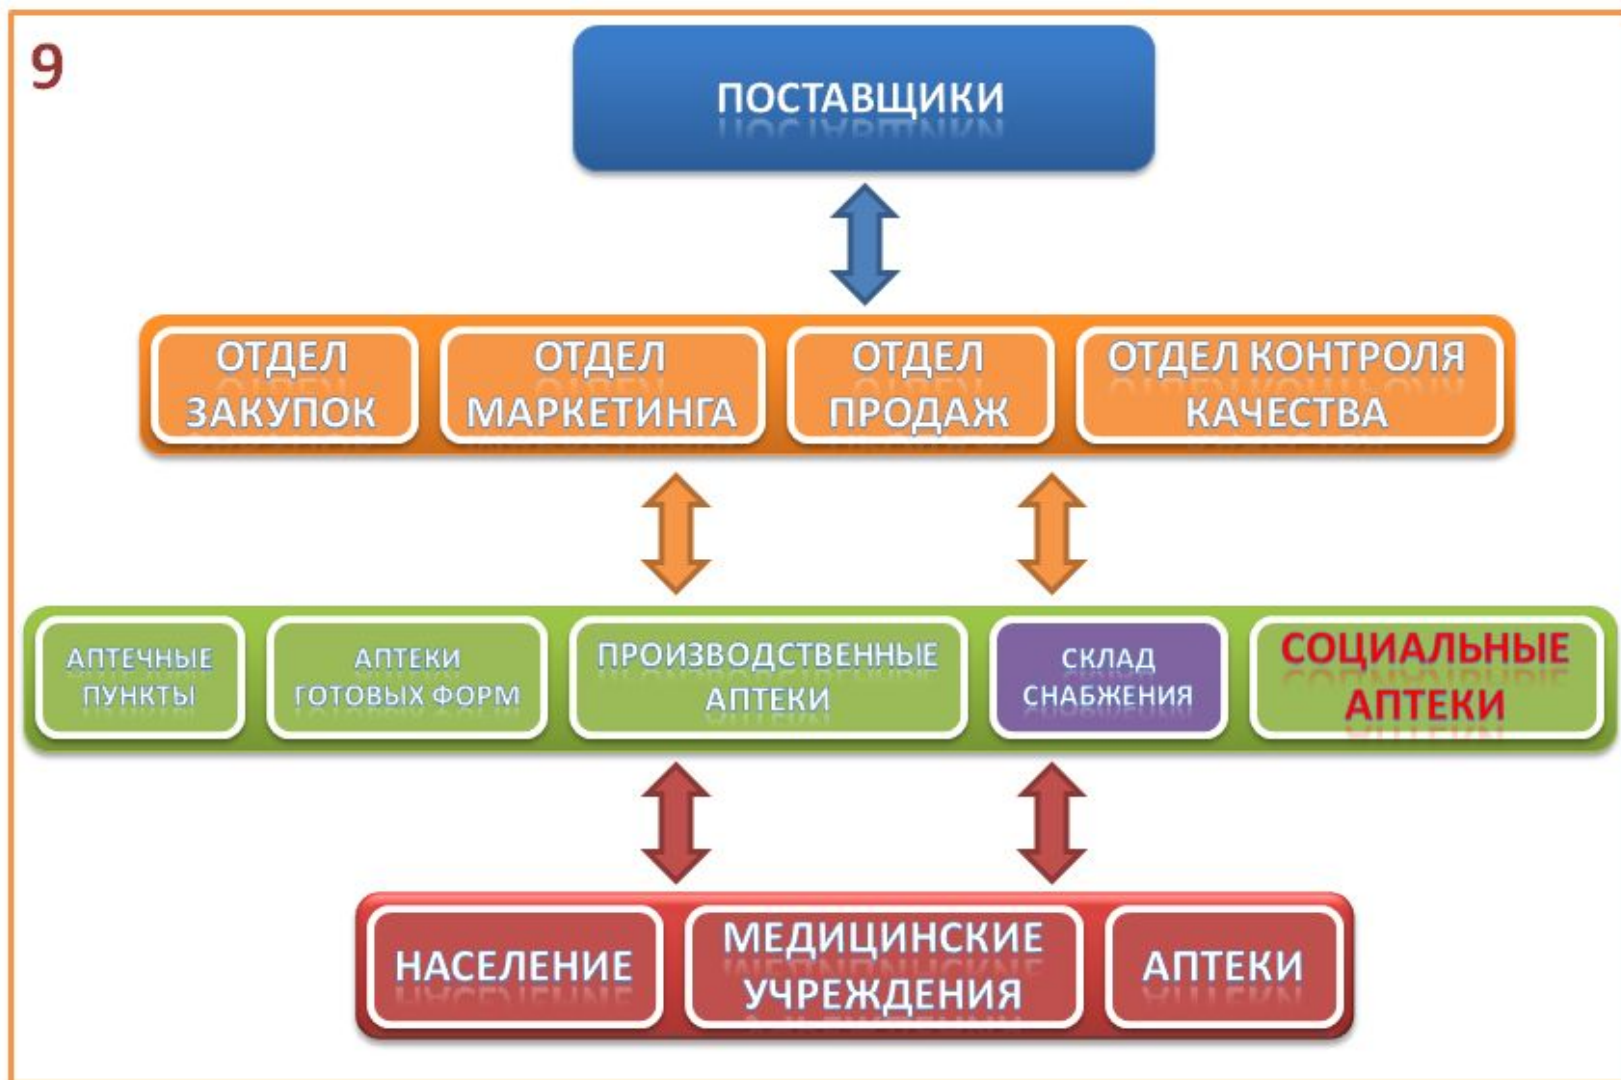 9
ПОСТАВЩИКИ
ОТДЕЛ
ЗАКУПОК
ОТДЕЛ
МАРКЕТИНГА
ОТДЕЛ
ПРОДАЖ
ОТДЕЛ КОНТРОЛЯ
КАЧЕСТВА
АПТЕЧНЫЕ
ПУНКТЫ
АПТЕКИ
ГОТОВЫХ ФОРМ
ПРОИЗВОДСТВЕННЫЕ
АПТЕКИ
СКЛАД
СНАБЖЕНИЯ
СОЦИАЛЬНЫЕ
АПТЕКИ
НАСЕЛЕНИЕ
МЕДИЦИНСКИЕ
УЧРЕЖДЕНИЯ
АПТЕКИ